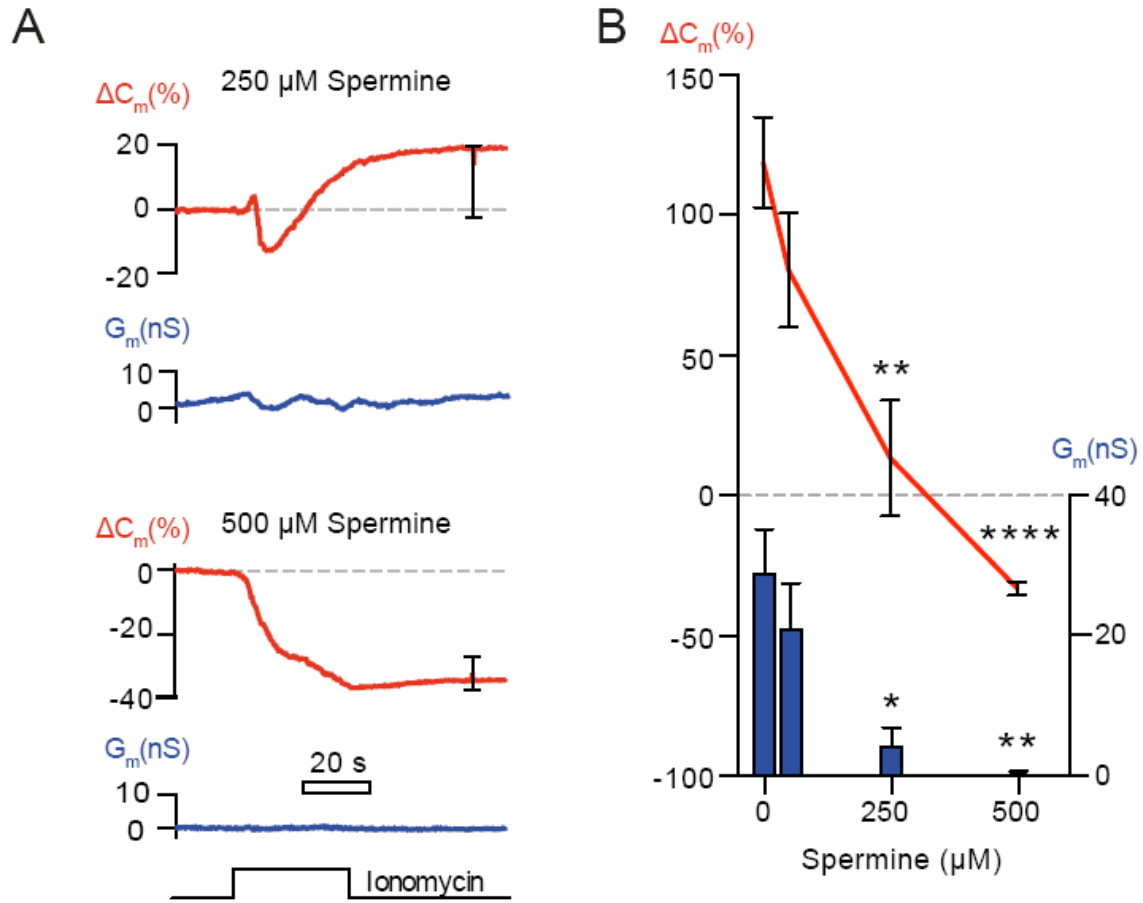 A
ΔCm(%)
250 µM Spermine
20
0
-20
Gm(nS)
10
0
ΔCm(%)
500 µM Spermine
0
-20
-40
Gm(nS)
20 s
10
0
Ionomycin
B
ΔCm(%)
150
100
50
0
-50
-100
**
****
*
**
Gm(nS)
40
20
0
0 250 500
Spermine (µM)